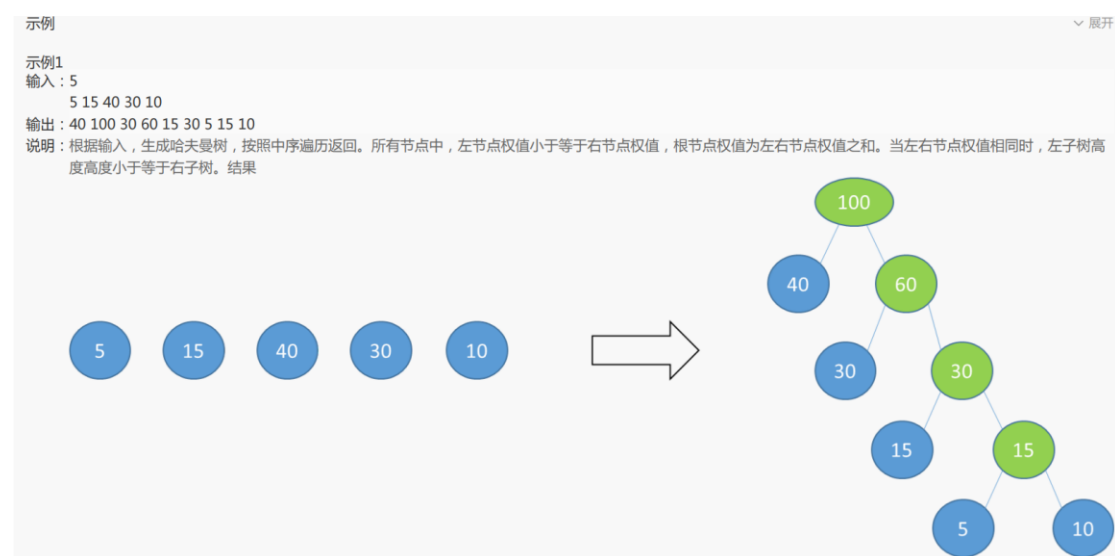 示例
展开
示例1
输入：5
5 15 40 30 10
输出：40 100 30 60 15 30 5 15 10
说明：根据输入，生成哈夫曼树，按照中序遍历返回。所有节点中，左节点权值小于等于右节点权值，根节点权值为左右节点权值之和。当左右节点权值相同时，左子树高
度高度小于等于右子树。结果
100
40 60
5 15 40 30 10
30 30
15 15
5 10